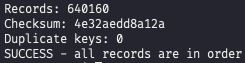 Records: 640160
Checksum: 4e32aedd8a12a
Duplicate keys: 0
SUCCESS - all records are in order